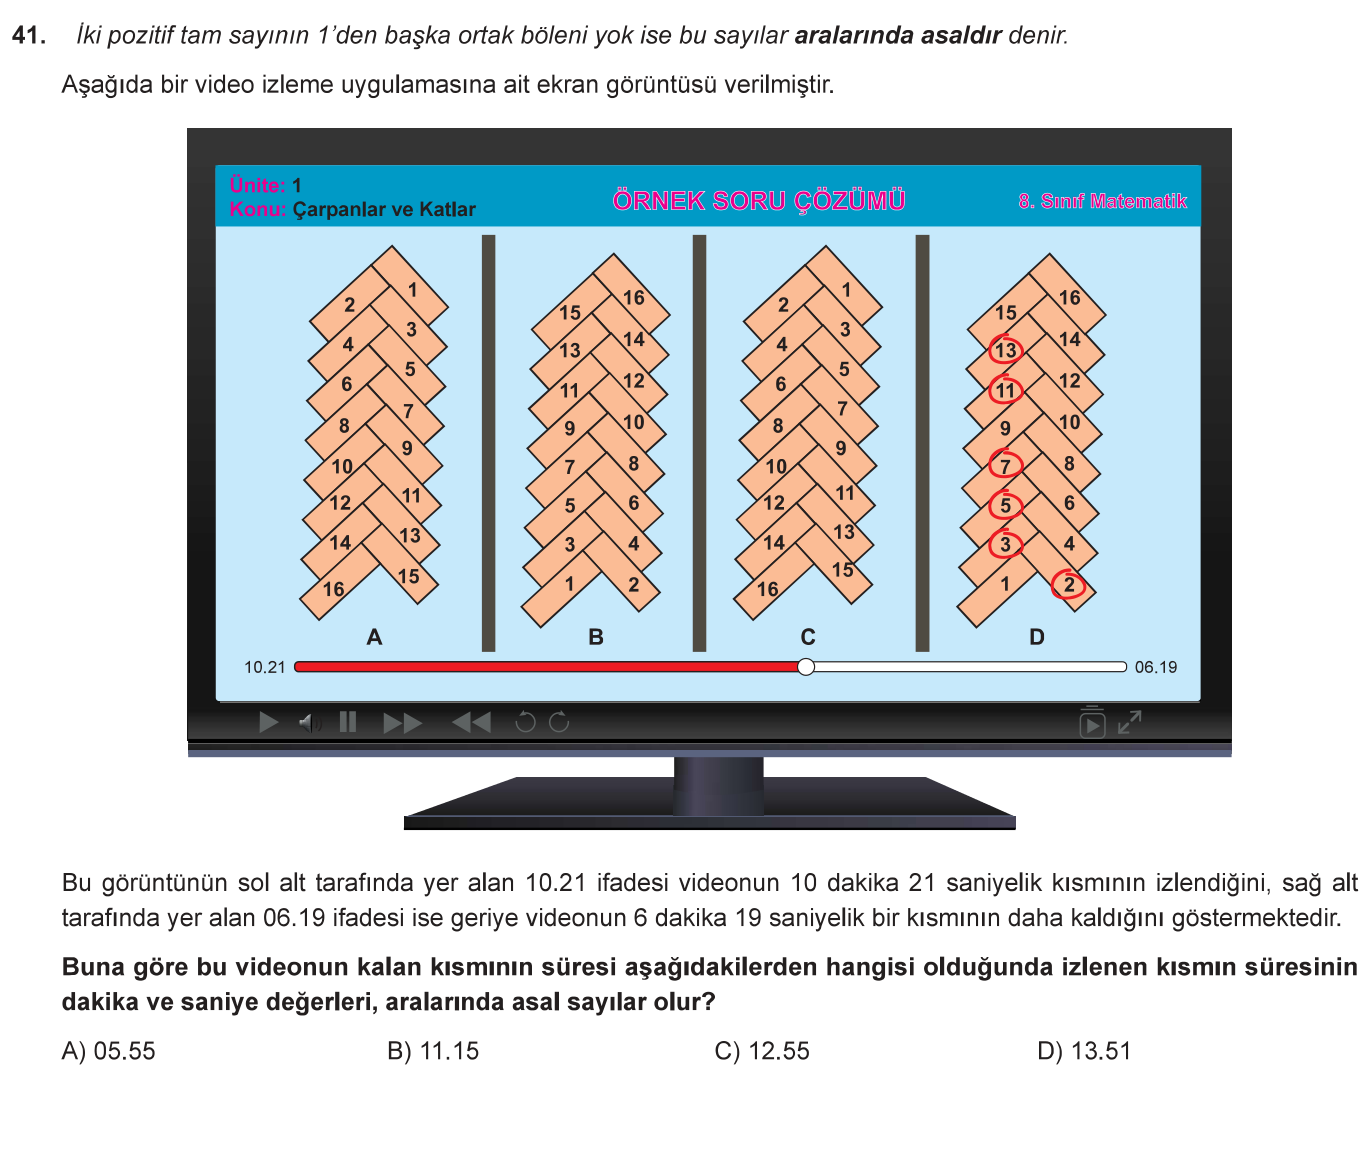 41. İki pozitif tam sayının 1’den başka ortak böleni yok ise bu sayılar aralarında asaldır denir.
Aşağıda bir video izleme uygulamasına ait ekran görüntüsü verilmiştir.
Ünite: 1
Konu: Çarpanlar ve Katlar
ÖRNEK SORU ÇÖZÜMÜ
8. Sınıf Matematik
2 1
4 3
6 5
8 7
10 9
12 11
14 13
16 15
A
15 16
13 14
11 12
9 10
7 8
5 6
3 4
1 2
B
2 1
4 3
6 5
8 7
10 9
12 11
14 13
16 15
C
15 16
13 14
11 12
9 10
7 8
5 6
3 4
1 2
D
10.21 06.19
Bu görüntünün sol alt tarafında yer alan 10.21 ifadesi videonun 10 dakika 21 saniyelik kısmının izlendiğini, sağ alt
tarafında yer alan 06.19 ifadesi ise geriye videonun 6 dakika 19 saniyelik bir kısmının daha kaldığını göstermektedir.
Buna göre bu videonun kalan kısmının süresi aşağıdakilerden hangisi olduğunda izlenen kısmın süresinin
dakika ve saniye değerleri, aralarında asal sayılar olur?
A) 05.55 B) 11.15 C) 12.55 D) 13.51